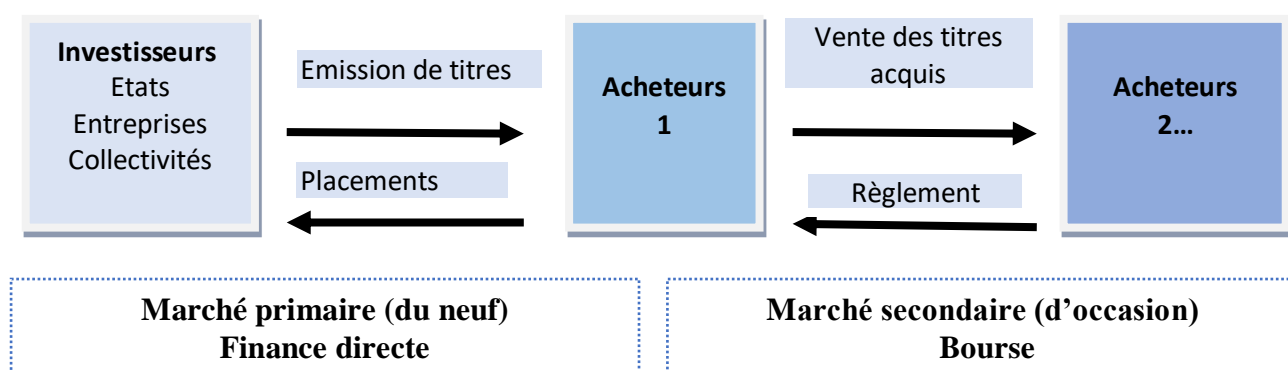 Investisseurs
Etats
Entreprises
Collectivités
Emission de titres
Placements
Acheteurs
1
Vente des titres
acquis
Règlement
Acheteurs
2…
Marché primaire (du neuf)
Finance directe
Marché secondaire (d’occasion)
Bourse